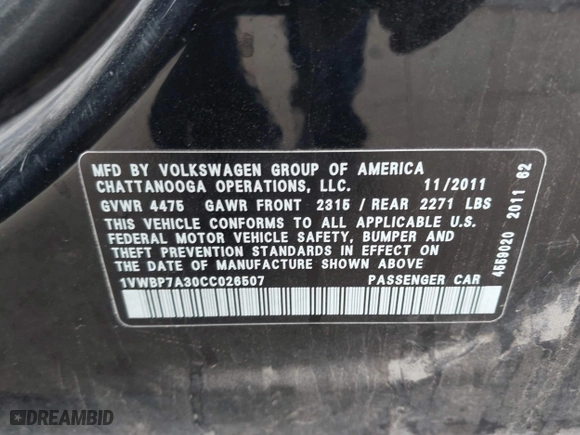 MFD BY VOLKSWAGEN GROUP OF AMERICA
CHATTANOOGA OPERATIONS, LLC. 11/2011
GVWR 4475 GAWR FRONT 2315 / REAR 2271 LBS
THIS VEHICLE CONFORMS TO ALL APPLICABLE U.S.
FEDERAL MOTOR VEHICLE SAFETY, BUMPER AND
THEFT PREVENTION STANDARDS IN EFFECT ON
THE DATE OF MANUFACTURE SHOWN ABOVE
1VWBP7A30CC026507 PASSENGER CAR
4559020 2011 62
DREAMBID